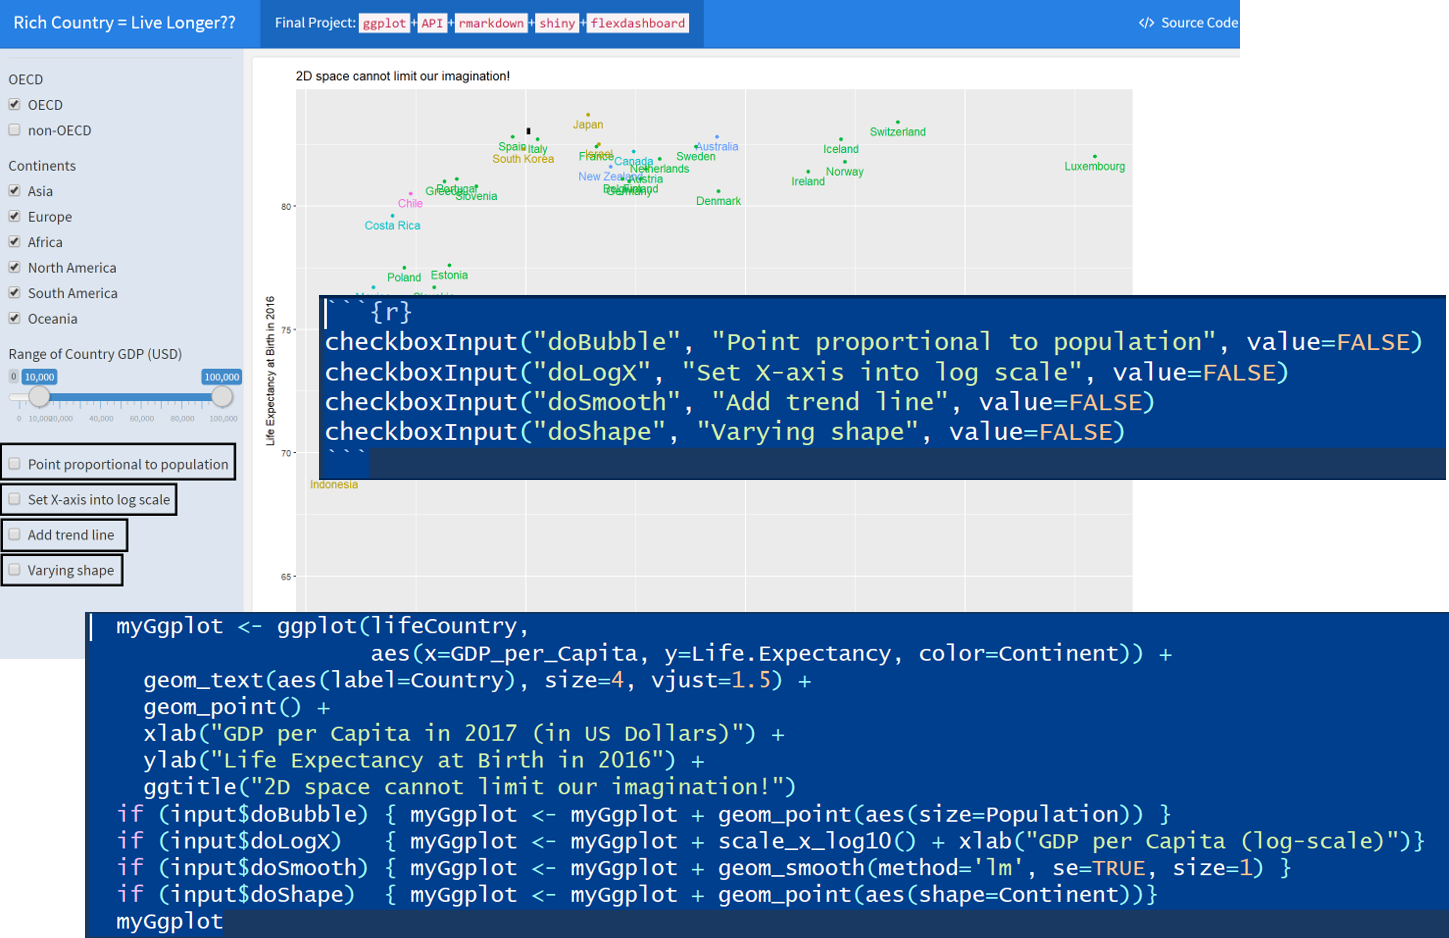 Rich Country = Live Longer??
Final Project: ggplot+API+rmarkdown+shiny+flexdashboard
</> Source Code
OECD
OECD
non-OECD
Continents
Asia
Europe
Africa
North America
South America
Oceania
Range of Country GDP (USD)
0 10,000 100,000
0 10,000 20,000 40,000 60,000 80,000 100,000
Point proportional to population
Set X-axis into log scale
Add trend line
Varying shape
2D space cannot limit our imagination!
Life Expectancy at Birth in 2016
80
75
70
65
Japan
Switzerland
Spain
Italy
South Korea
France
Israel
Canada
Sweden
Australia
Iceland
Luxembourg
Netherlands
Norway
New Zealand
Austria
Ireland
Finland
Germany
Greece
Portugal
Slovenia
Denmark
Chile
Costa Rica
Poland
Estonia
Indonesia
```{r}
checkboxInput("doBubble", "Point proportional to population", value=FALSE)
checkboxInput("doLogX", "Set X-axis into log scale", value=FALSE)
checkboxInput("doSmooth", "Add trend line", value=FALSE)
checkboxInput("doShape", "Varying shape", value=FALSE)
```
myGgplot <- ggplot(lifeCountry,
aes(x=GDP_per_Capita, y=Life.Expectancy, color=Continent)) +
geom_text(aes(label=Country), size=4, vjust=1.5) +
geom_point() +
xlab("GDP per Capita in 2017 (in US Dollars)") +
ylab("Life Expectancy at Birth in 2016") +
ggtitle("2D space cannot limit our imagination!")
if (input$doBubble) { myGgplot <- myGgplot + geom_point(aes(size=Population)) }
if (input$doLogX) { myGgplot <- myGgplot + scale_x_log10() + xlab("GDP per Capita (log-scale)")}
if (input$doSmooth) { myGgplot <- myGgplot + geom_smooth(method='lm', se=TRUE, size=1) }
if (input$doShape) { myGgplot <- myGgplot + geom_point(aes(shape=Continent))}
myGgplot